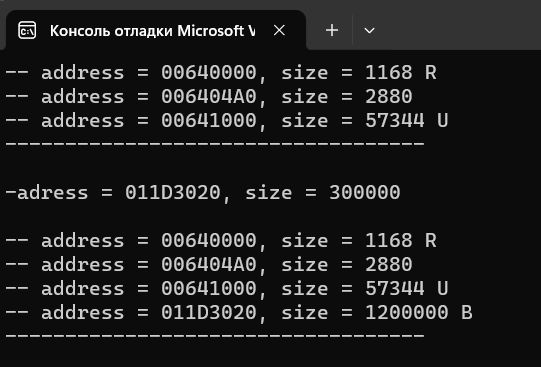 Консоль отладки Microsoft V
-- address = 00640000, size = 1168 R
-- address = 006404A0, size = 2880
-- address = 00641000, size = 57344 U
-----------------------------------
-adress = 011D3020, size = 300000
-- address = 00640000, size = 1168 R
-- address = 006404A0, size = 2880
-- address = 00641000, size = 57344 U
-- address = 011D3020, size = 1200000 B
-----------------------------------